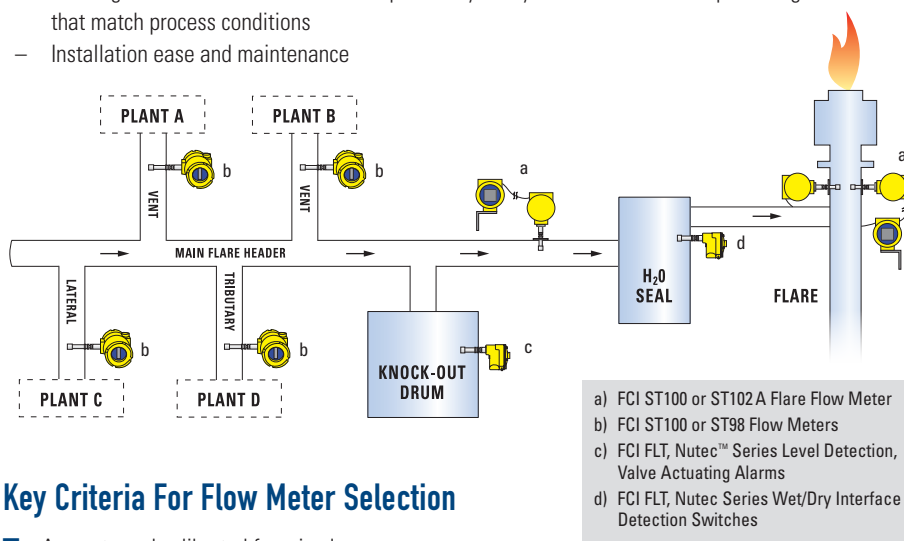 that match process conditions
– Installation ease and maintenance
PLANT A
PLANT B
b
b
a
a
VENT
VENT
MAIN FLARE HEADER
d
H₂0
SEAL
FLARE
LATERAL
TRIBUTARY
b
b
c
KNOCK-OUT
DRUM
PLANT C
PLANT D
a) FCI ST100 or ST102 A Flare Flow Meter
b) FCI ST100 or ST98 Flow Meters
c) FCI FLT, Nutec™ Series Level Detection,
Valve Actuating Alarms
d) FCI FLT, Nutec Series Wet/Dry Interface
Detection Switches
Key Criteria For Flow Meter Selection